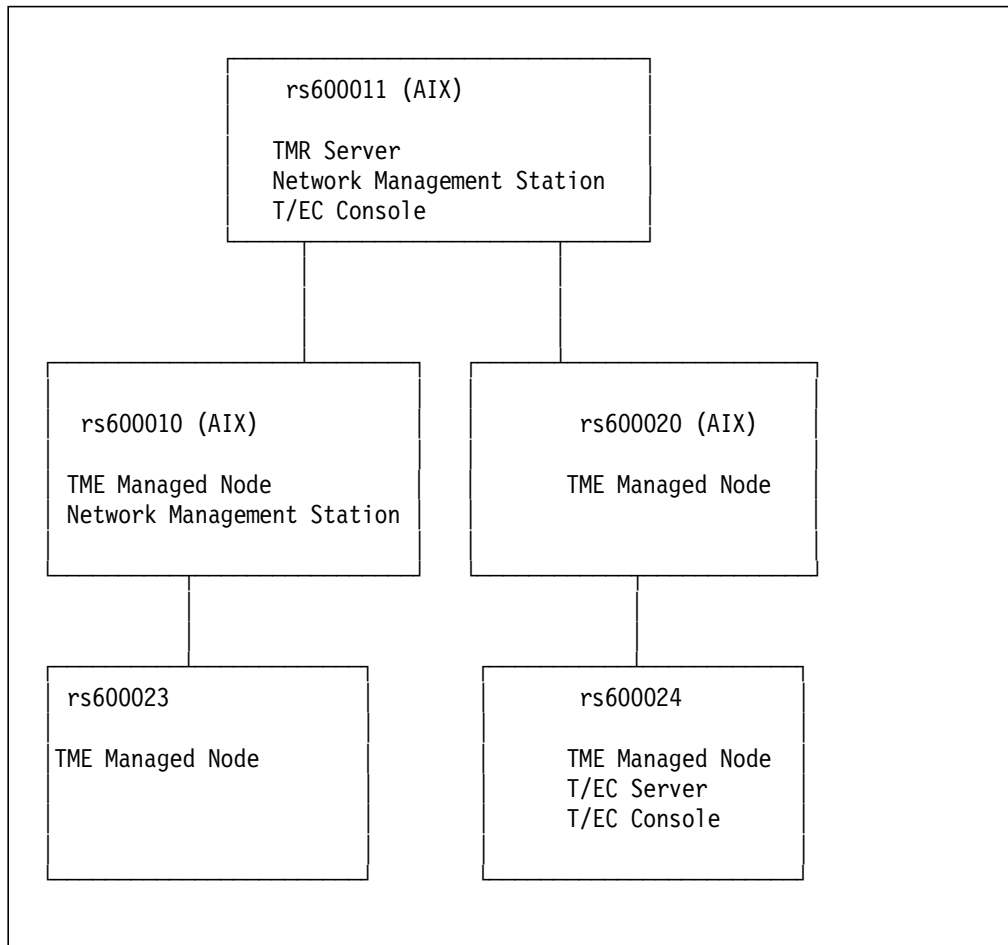 rs600011 (AIX)
TMR Server
Network Management Station
T/EC Console
rs600010 (AIX)
TME Managed Node
Network Management Station
rs600020 (AIX)
TME Managed Node
rs600023
TME Managed Node
rs600024
TME Managed Node
T/EC Server
T/EC Console